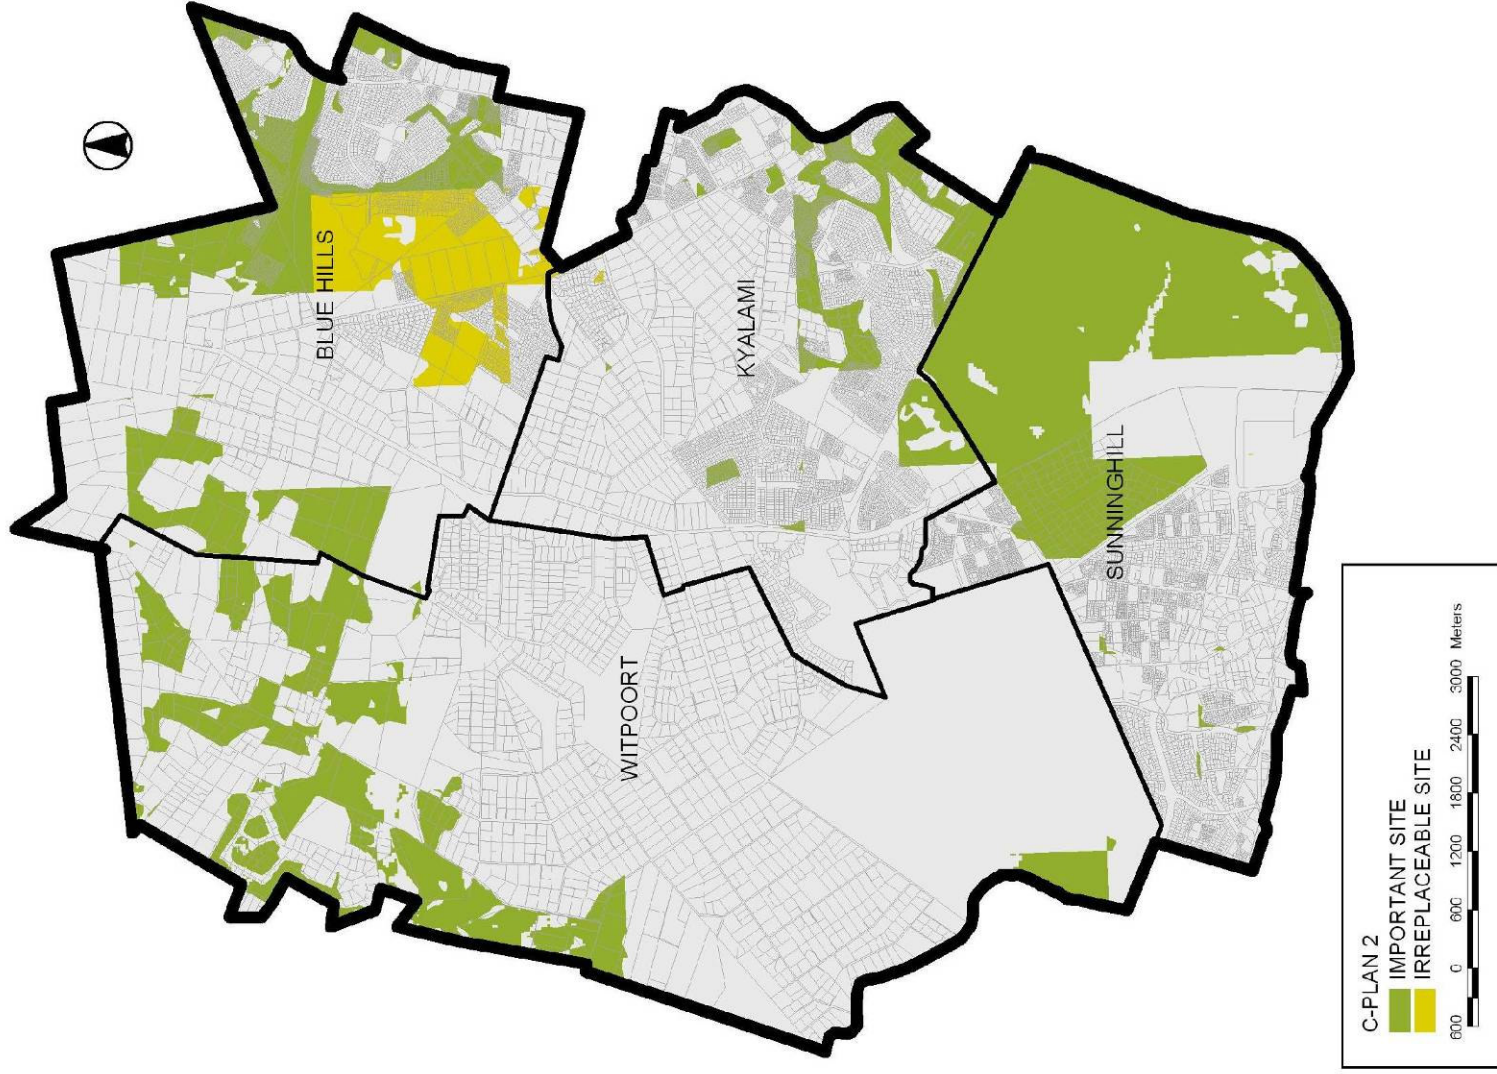 BLUE HILLS
KYALAMI
WITPOORT
SUNNINGHILL
C-PLAN 2
IMPORTANT SITE
IRREPLACEABLE SITE
600 0 600 1200 1800 2400 3000 Meters